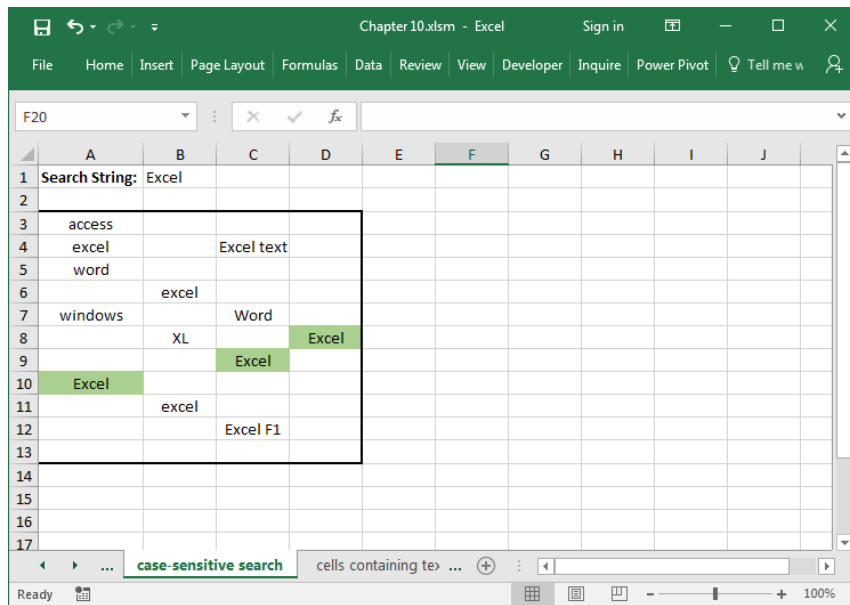 Chapter 10.xlsm - Excel Sign in
File Home Insert Page Layout Formulas Data Review View Developer Inquire Power Pivot Tell me w
F20 fx
A B C D E F G H I J
1 Search String: Excel
2
3 access
4 excel Excel text
5 word
6 excel
7 windows Word
8 XL Excel
9 Excel
10 Excel
11 excel
12 Excel F1
13
14
15
16
17
... case-sensitive search cells containing tex ...
Ready 100%